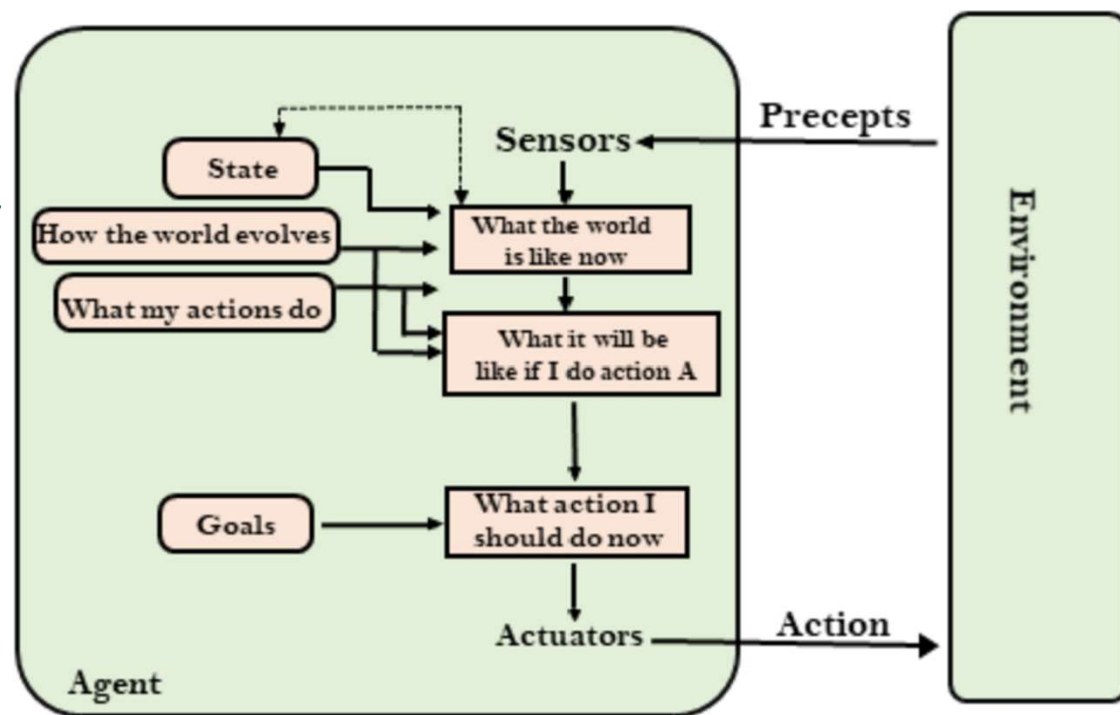 Precepts
Sensors
State
How the world evolves
What the world
is like now
What my actions do
What it will be
like if I do action A
Goals
What action I
should do now
Actuators
Action
Agent
Environment